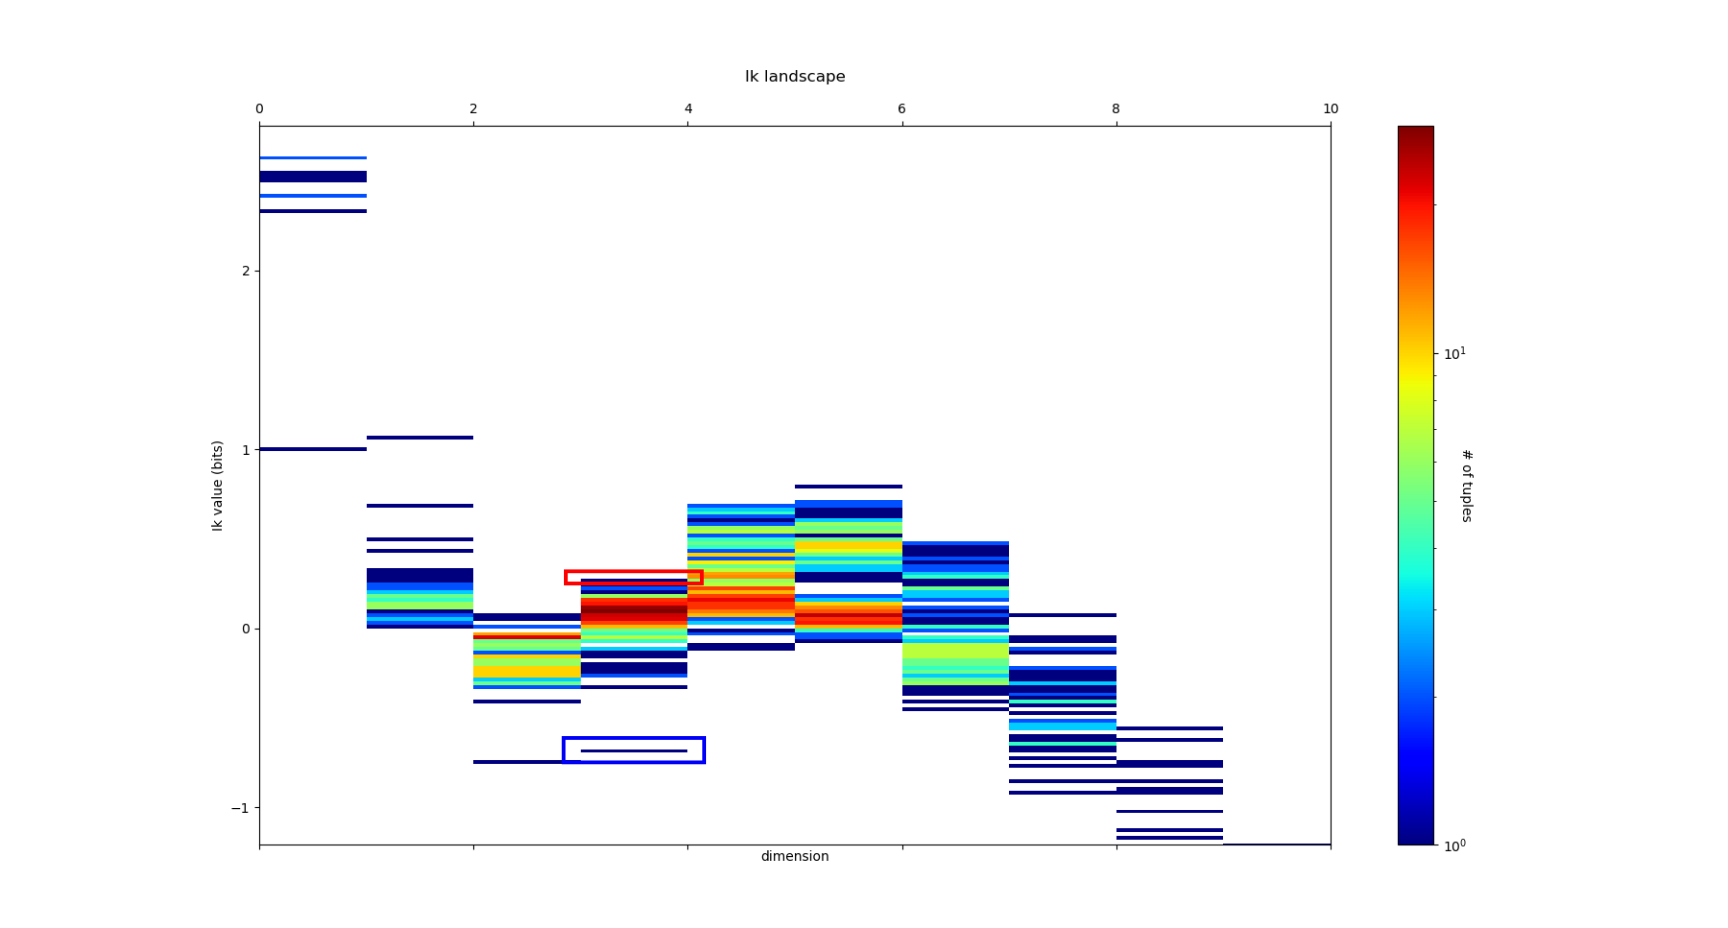 Ik landscape
0 2 4 6 8 10
2
1
0
−1
Ik value (bits)
dimension
10¹
10⁰
# of tuples